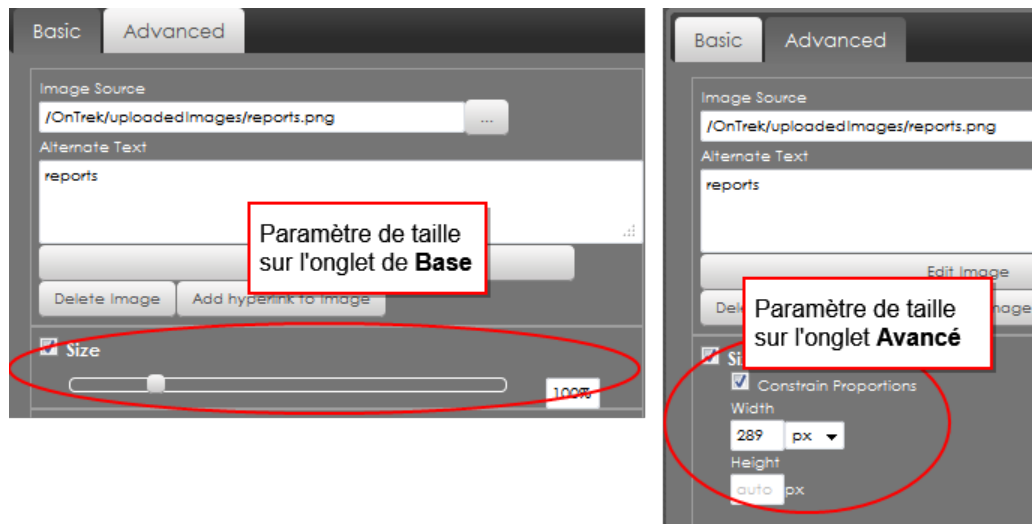 Basic
Advanced
Image Source
/OnTrek/uploadedImages/reports.png
...
Alternate Text
reports
Paramètre de taille
sur l'onglet de Base
Delete Image
Add hyperlink to Image
Size
100%
Basic
Advanced
Image Source
/OnTrek/uploadedImages/reports.png
Alternate Text
reports
Edit Image
Paramètre de taille
sur l'onglet Avancé
Constrain Proportions
Width
289
px
Height
auto
px